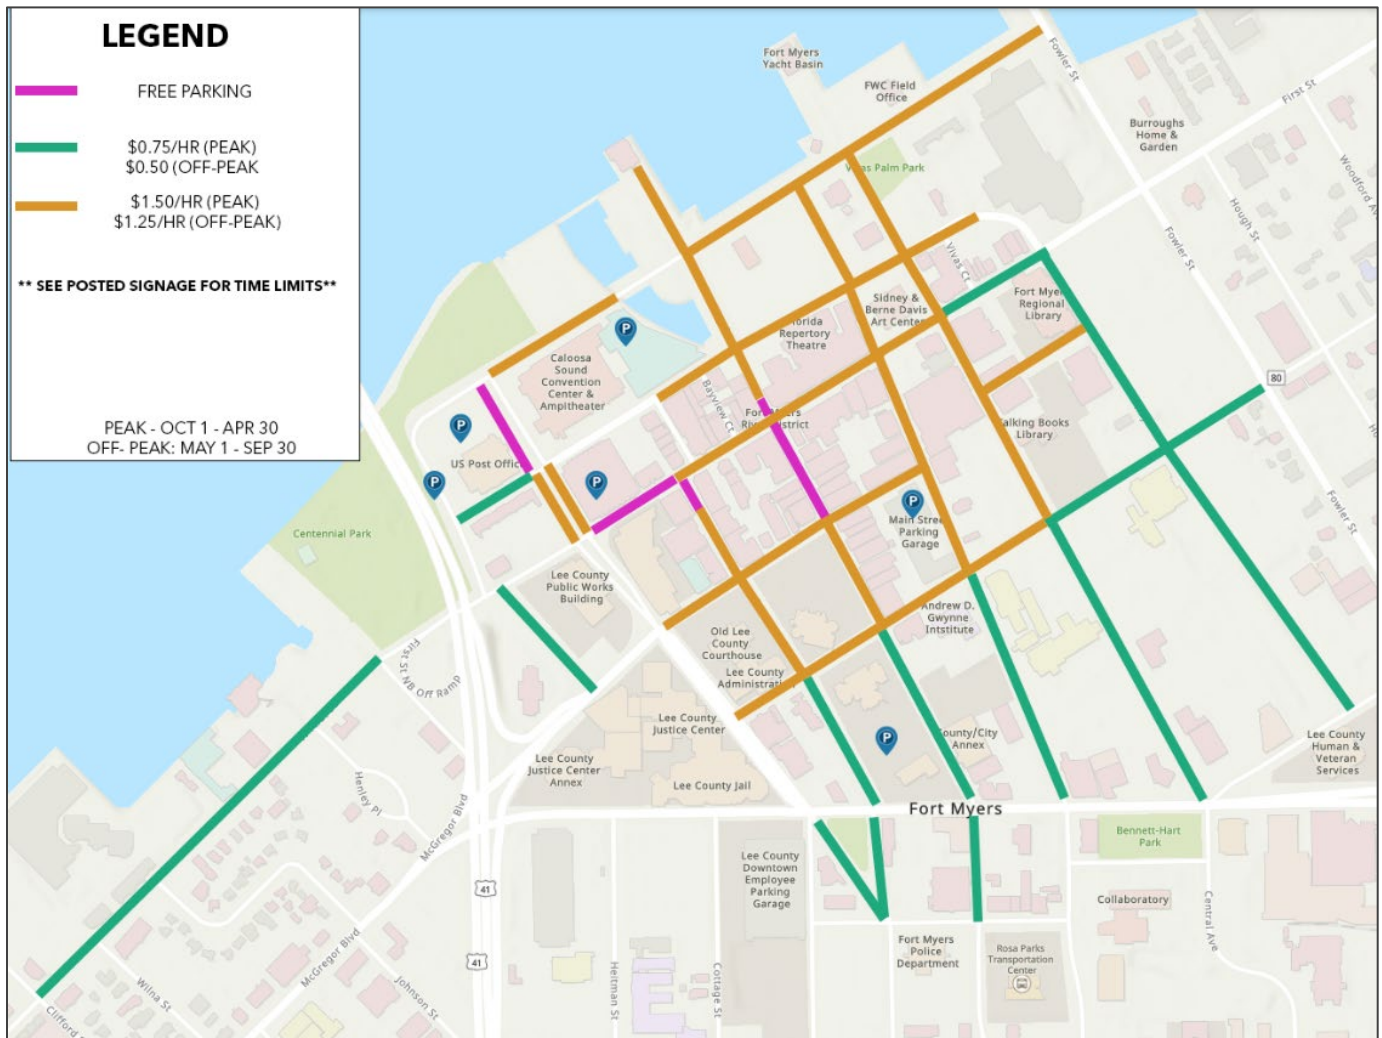 LEGEND
FREE PARKING
$0.75/HR (PEAK)
$0.50 (OFF-PEAK
$1.50/HR (PEAK)
$1.25/HR (OFF-PEAK)
** SEE POSTED SIGNAGE FOR TIME LIMITS**
PEAK - OCT 1 - APR 30
OFF- PEAK: MAY 1 - SEP 30
Fort Myers
Yacht Basin
FWC Field
Office
Fowler St
First St
Burroughs
Home &
Garden
Woodford
Palm Park
Hough St
Fowler St
Vivas Ct
Fort
Regional
Library
Sidney &
Berne Davis
Art Center
Repertory
Theatre
P
Caloosa
Sound
Convention
Center &
Ampitheater
Bayview Ct
80
Books
Library
P
US Post Office
P
P
P
Main
Parking
Garage
Fowler St
Centennial Park
Lee County
Public Works
Building
Andrew D.
Gwynne
Intstitute
Old Lee
County
Courthouse
Lee County
First St NB Off Ramp
Lee County
Justice Center
P
Annex
Lee County
Human &
Veteran
Services
Lee County
Justice Center
Annex
Lee County Jail
Henley Pl
McGregor Blvd
Fort Myers
Bennett-Hart
Park
Lee County
Downtown
Employee
Parking
Garage
41
Collaboratory
Central Ave
McGregor Blvd
Fort Myers
Police
Department
Rosa Parks
Transportation
Center
41
Wilna St
Johnson St
Heitman St
Cottage St
Clifford